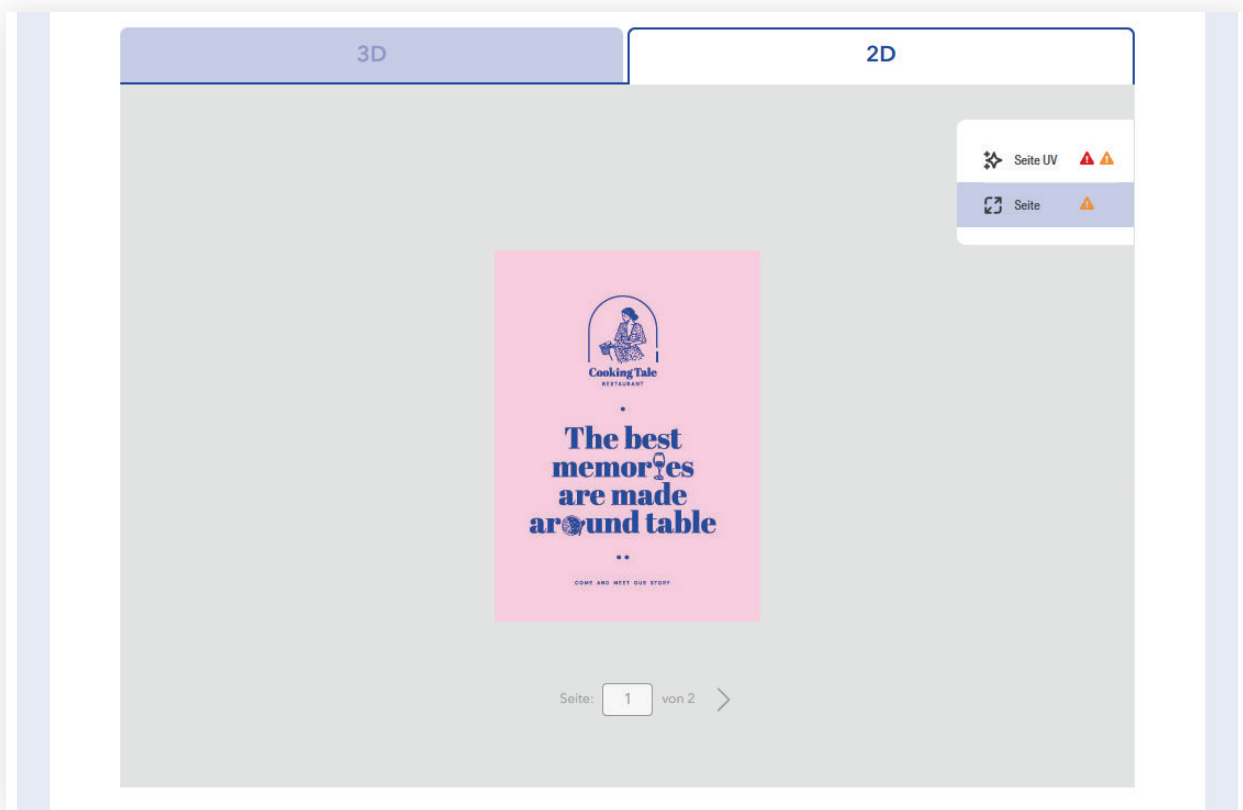 3D
2D
Seite UV
Seite
Cooking Tale
RESTAURANT
The best
memories
are made
around table
COME AND MEET OUR STORY
Seite: 1 von 2